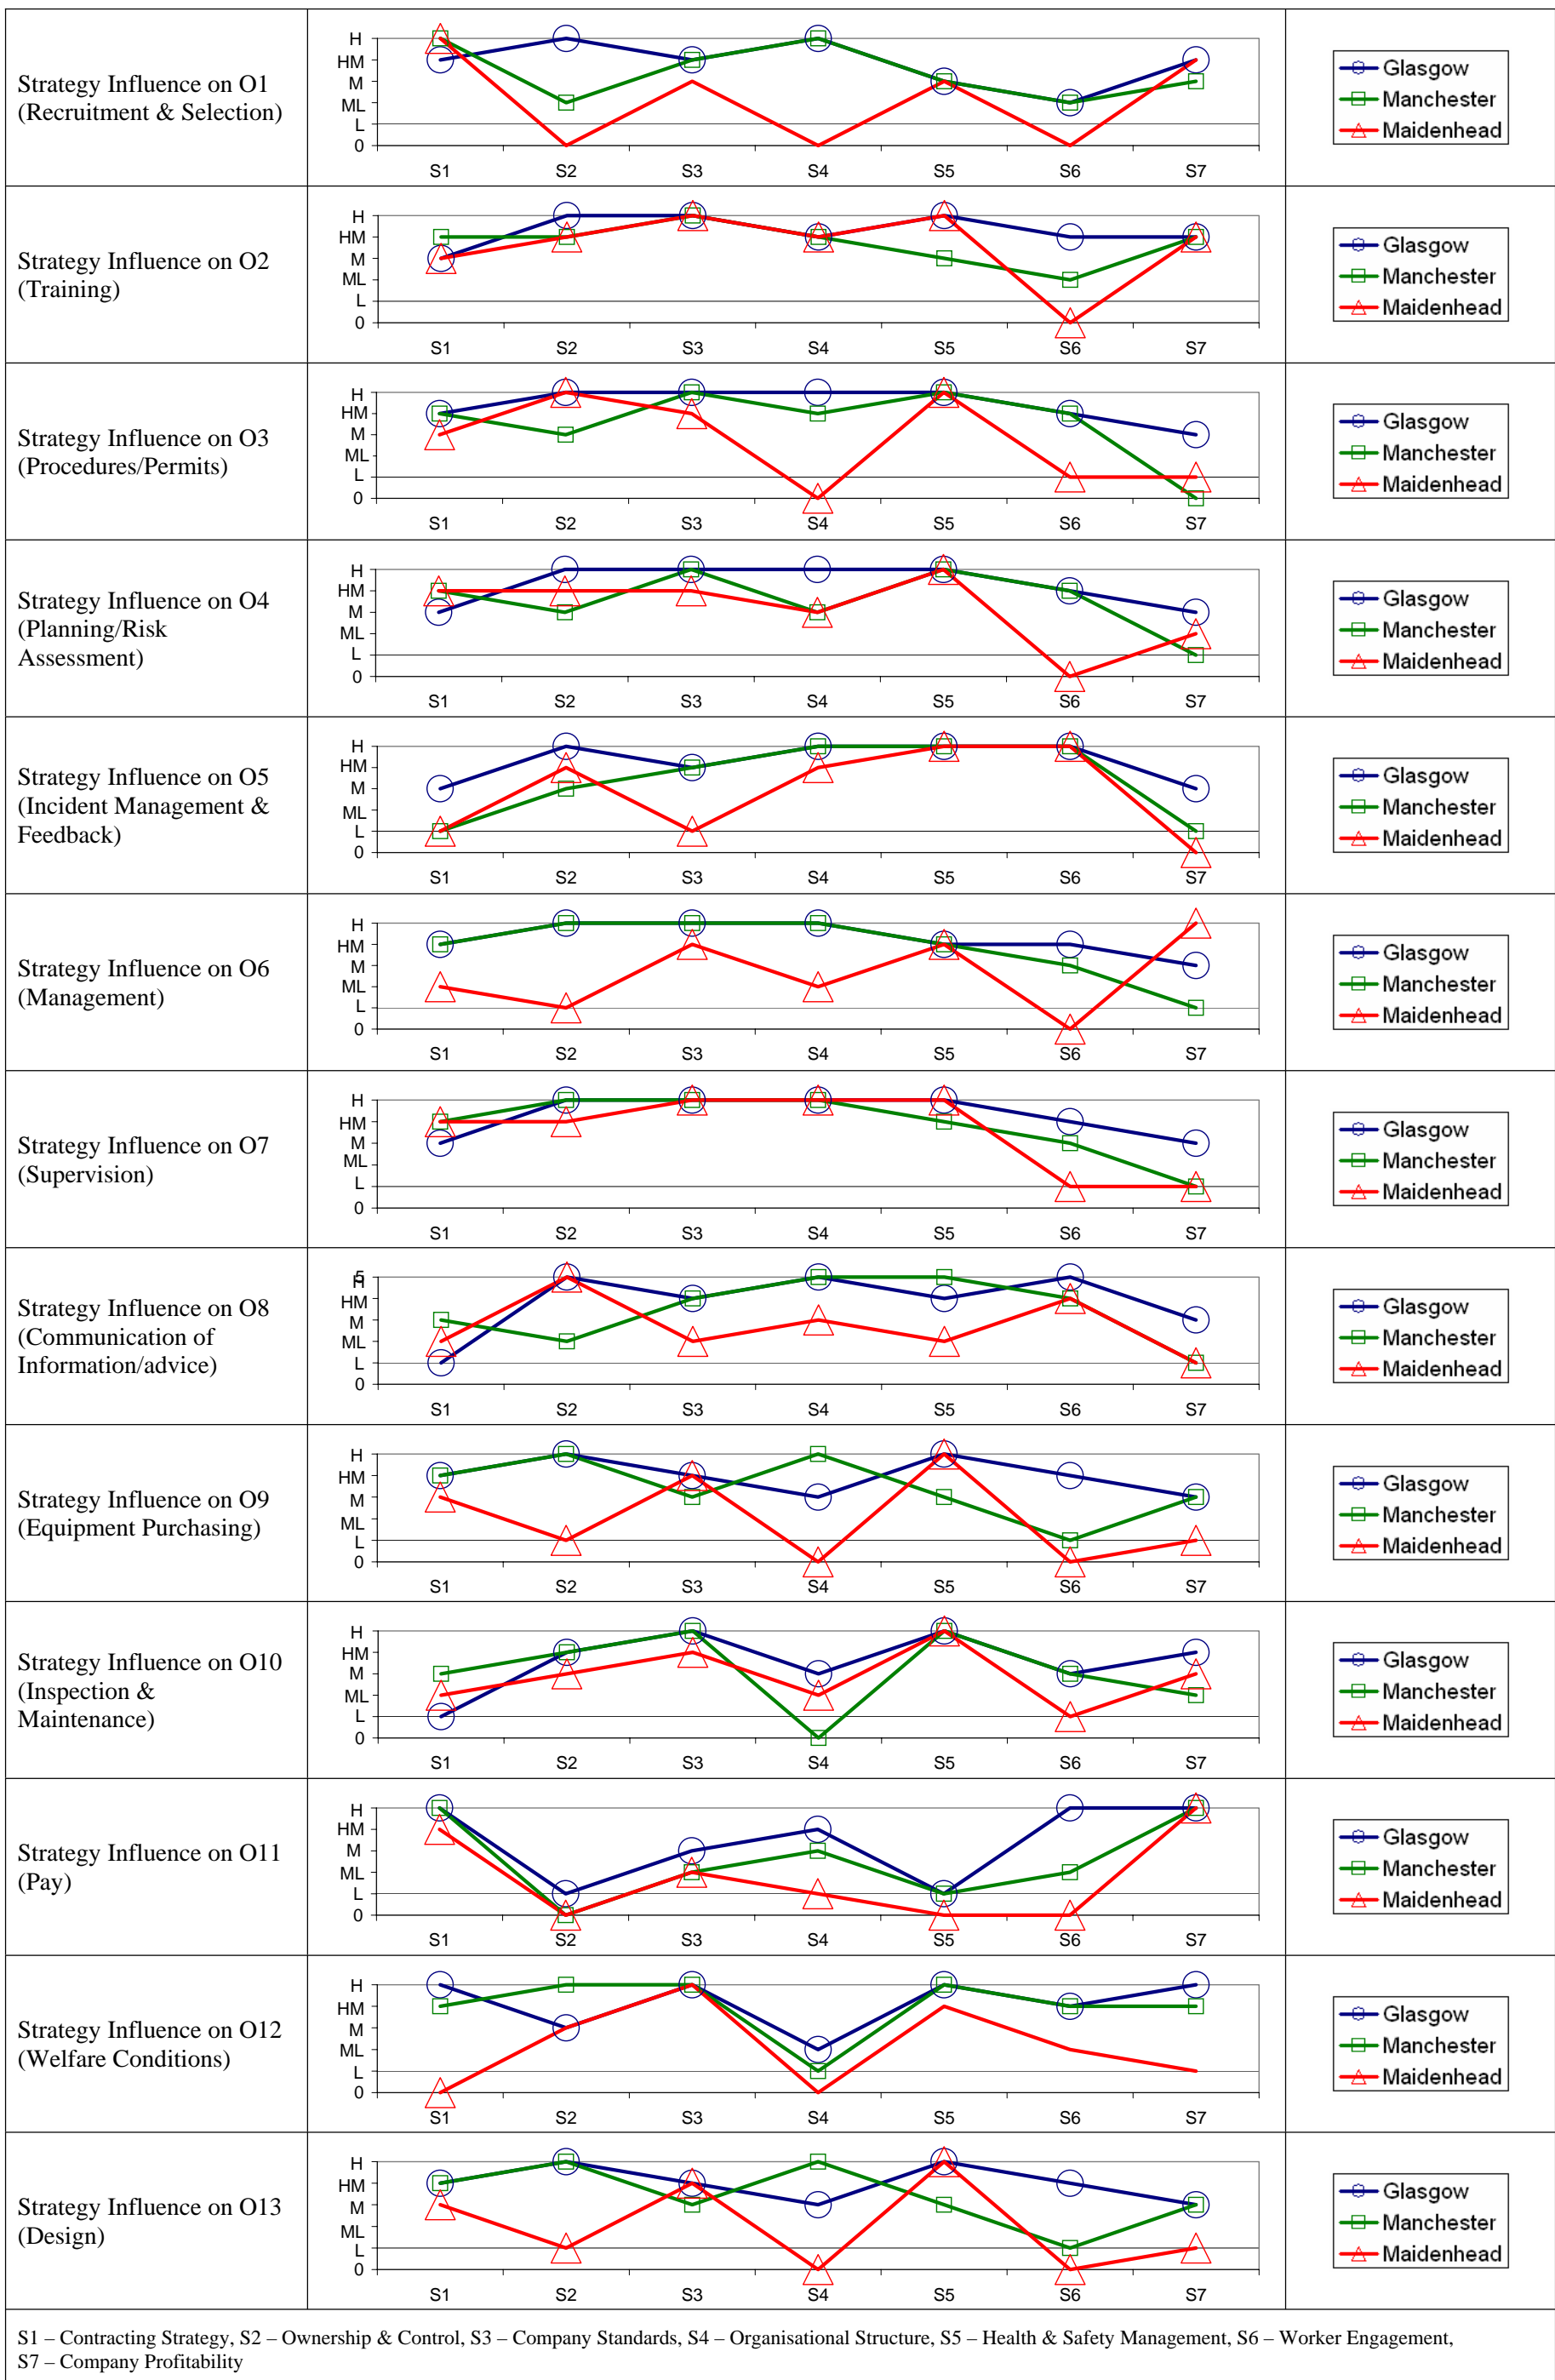 H
HM
M
ML
L
0
S1 S2 S3 S4 S5 S6 S7
Strategy Influence on O1
(Recruitment & Selection)
Glasgow
Manchester
Maidenhead
H
HM
M
ML
L
0
S1 S2 S3 S4 S5 S6 S7
Strategy Influence on O2
(Training)
Glasgow
Manchester
Maidenhead
H
HM
M
ML
L
0
S1 S2 S3 S4 S5 S6 S7
Strategy Influence on O3
(Procedures/Permits)
Glasgow
Manchester
Maidenhead
H
HM
M
ML
L
0
S1 S2 S3 S4 S5 S6 S7
Strategy Influence on O4
(Planning/Risk
Assessment)
Glasgow
Manchester
Maidenhead
H
HM
M
ML
L
0
S1 S2 S3 S4 S5 S6 S7
Strategy Influence on O5
(Incident Management &
Feedback)
Glasgow
Manchester
Maidenhead
H
HM
M
ML
L
0
S1 S2 S3 S4 S5 S6 S7
Strategy Influence on O6
(Management)
Glasgow
Manchester
Maidenhead
H
HM
M
ML
L
0
S1 S2 S3 S4 S5 S6 S7
Strategy Influence on O7
(Supervision)
Glasgow
Manchester
Maidenhead
5
H
HM
M
ML
L
0
S1 S2 S3 S4 S5 S6 S7
Strategy Influence on O8
(Communication of
Information/advice)
Glasgow
Manchester
Maidenhead
H
HM
M
ML
L
0
S1 S2 S3 S4 S5 S6 S7
Strategy Influence on O9
(Equipment Purchasing)
Glasgow
Manchester
Maidenhead
H
HM
M
ML
L
0
S1 S2 S3 S4 S5 S6 S7
Strategy Influence on O10
(Inspection &
Maintenance)
Glasgow
Manchester
Maidenhead
H
HM
M
ML
L
0
S1 S2 S3 S4 S5 S6 S7
Strategy Influence on O11
(Pay)
Glasgow
Manchester
Maidenhead
H
HM
M
ML
L
0
S1 S2 S3 S4 S5 S6 S7
Strategy Influence on O12
(Welfare Conditions)
Glasgow
Manchester
Maidenhead
H
HM
M
ML
L
0
S1 S2 S3 S4 S5 S6 S7
Strategy Influence on O13
(Design)
Glasgow
Manchester
Maidenhead
S1 – Contracting Strategy, S2 – Ownership & Control, S3 – Company Standards, S4 – Organisational Structure, S5 – Health & Safety Management, S6 – Worker Engagement,
S7 – Company Profitability